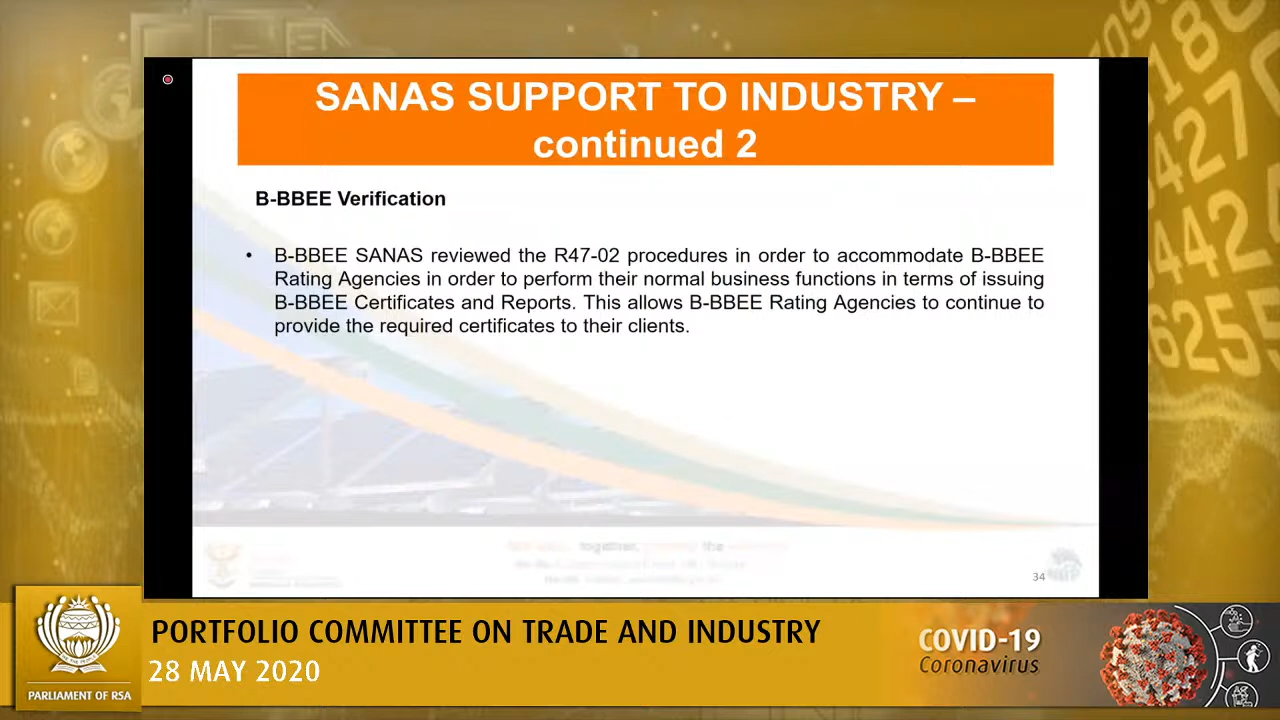 SANAS SUPPORT TO INDUSTRY –
continued 2
B-BBEE Verification
• B-BBEE SANAS reviewed the R47-02 procedures in order to accommodate B-BBEE
Rating Agencies in order to perform their normal business functions in terms of issuing
B-BBEE Certificates and Reports. This allows B-BBEE Rating Agencies to continue to
provide the required certificates to their clients.
together, the
34
PORTFOLIO COMMITTEE ON TRADE AND INDUSTRY
28 MAY 2020
PARLIAMENT OF RSA
COVID-19
Coronavirus